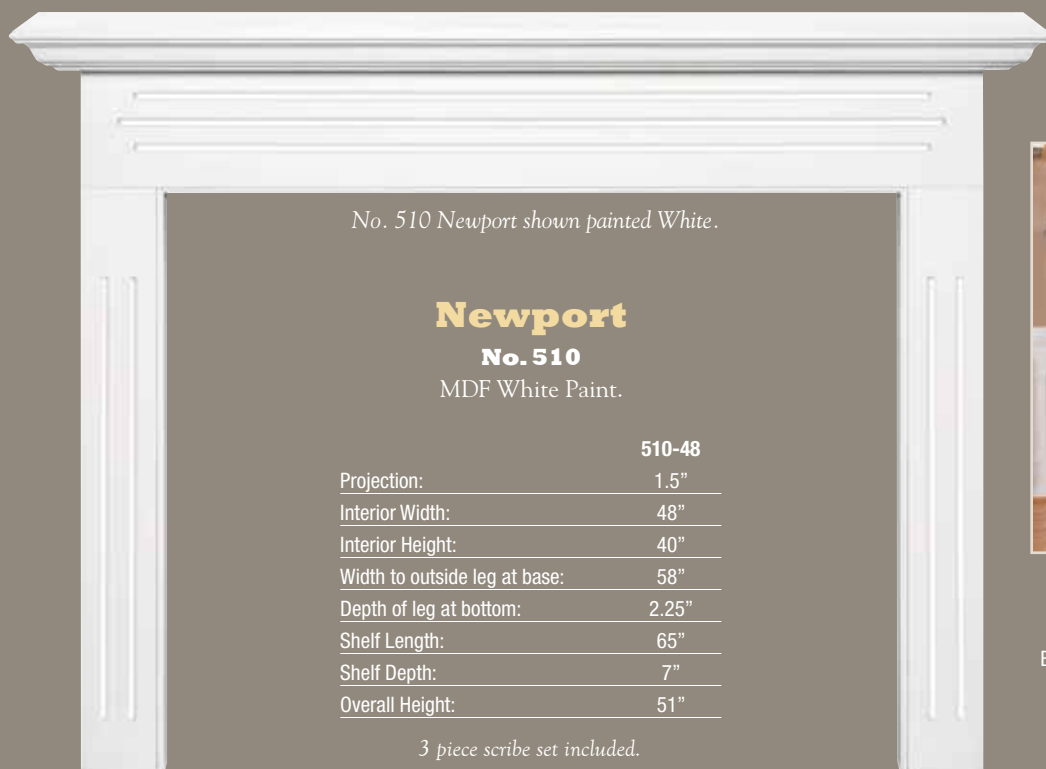 No. 510 Newport shown painted White.
Newport
No. 510
MDF White Paint.
510-48
Projection: 1.5”
Interior Width: 48”
Interior Height: 40”
Width to outside leg at base: 58”
Depth of leg at bottom: 2.25”
Shelf Length: 65”
Shelf Depth: 7”
Overall Height: 51”
3 piece scribe set included.